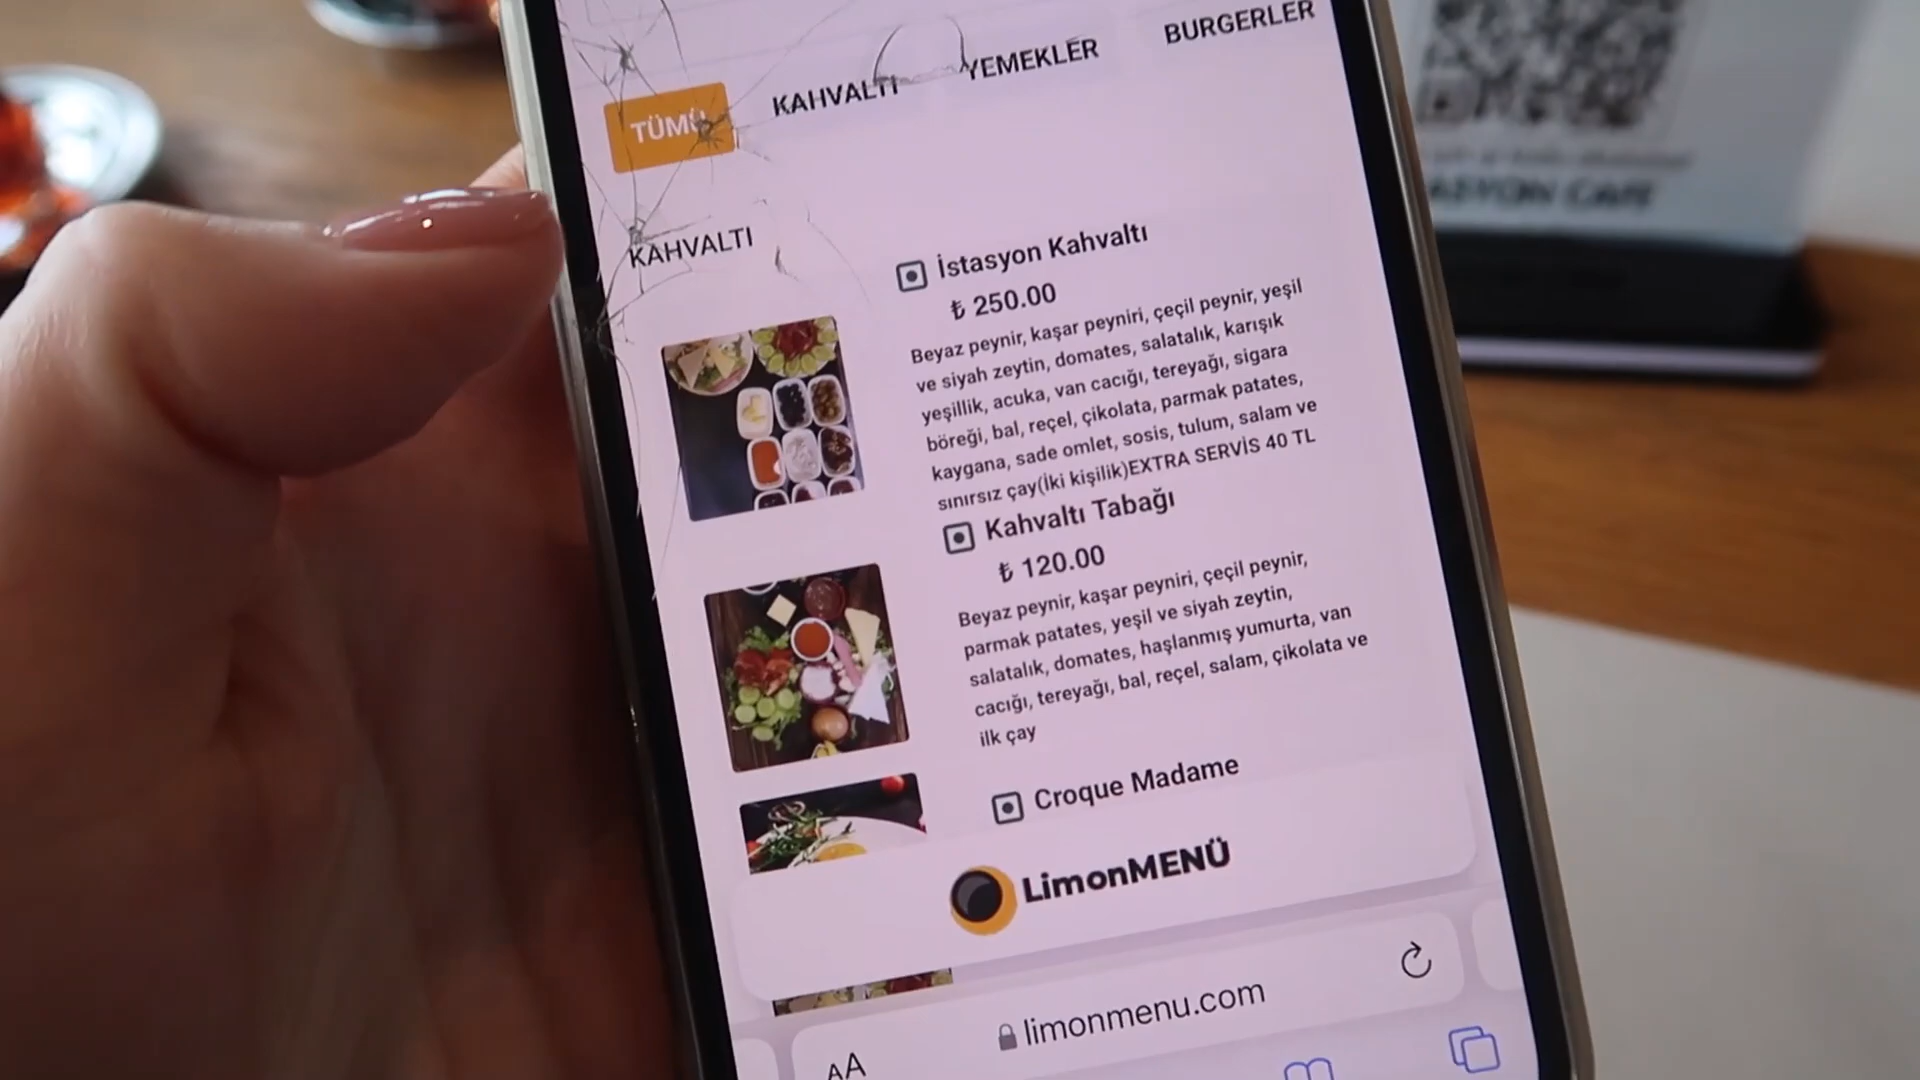 TÜMÜ KAHVALTI YEMEKLER BURGERLER
KAHVALTI
İstasyon Kahvaltı
₺ 250.00
Beyaz peynir, kaşar peyniri, çeçil peynir, yeşil
ve siyah zeytin, domates, salatalık, karışık
yeşillik, acuka, van cacığı, tereyağı, sigara
böreği, bal, reçel, çikolata, parmak patates,
kaygana, sade omlet, sosis, tulum, salam ve
sınırsız çay(İki kişilik)EXTRA SERVİS 40 TL
Kahvaltı Tabağı
₺ 120.00
Beyaz peynir, kaşar peyniri, çeçil peynir,
parmak patates, yeşil ve siyah zeytin,
salatalık, domates, haşlanmış yumurta, van
cacığı, tereyağı, bal, reçel, salam, çikolata ve
ilk çay
Croque Madame
LimonMENÜ
AA limonmenu.com
ASYON CAFE